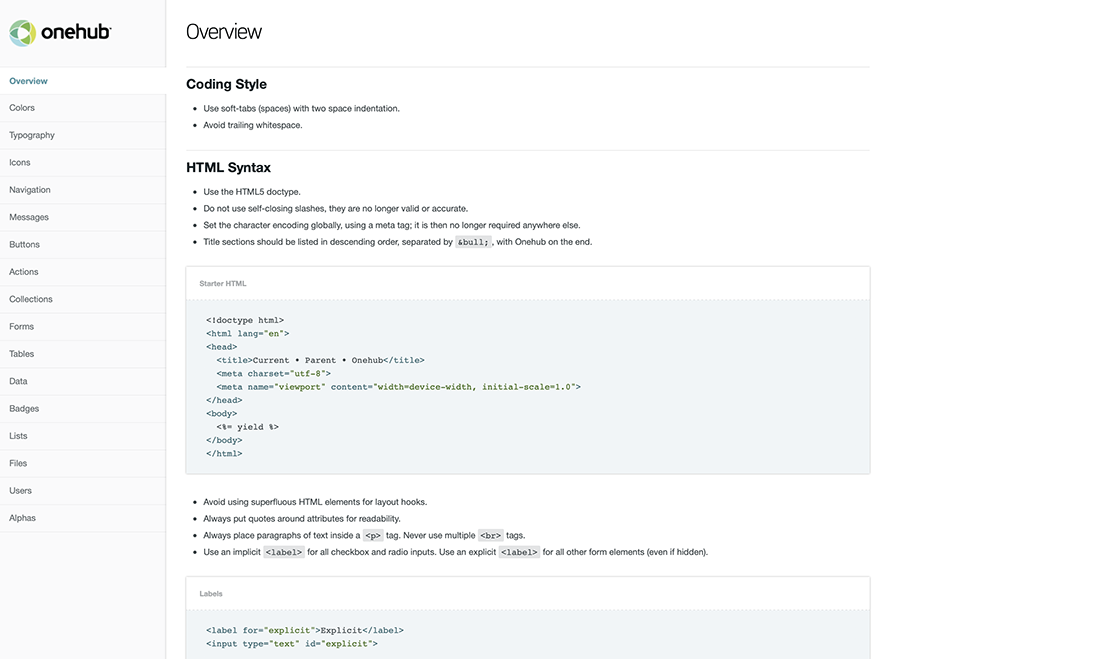 onehub
Overview
Colors
Typography
Icons
Navigation
Messages
Buttons
Actions
Collections
Forms
Tables
Data
Badges
Lists
Files
Users
Alphas
Overview
Coding Style
• Use soft-tabs (spaces) with two space indentation.
• Avoid trailing whitespace.
HTML Syntax
• Use the HTML5 doctype.
• Do not use self-closing slashes, they are no longer valid or accurate.
• Set the character encoding globally, using a meta tag; it is then no longer required anywhere else.
• Title sections should be listed in descending order, separated by &bull;, with Onehub on the end.
Starter HTML
<!doctype html>
<html lang="en">
<head>
  <title>Current • Parent • Onehub</title>
  <meta charset="utf-8">
  <meta name="viewport" content="width=device-width, initial-scale=1.0">
</head>
<body>
  <%= yield %>
</body>
</html>
• Avoid using superfluous HTML elements for layout hooks.
• Always put quotes around attributes for readability.
• Always place paragraphs of text inside a <p> tag. Never use multiple <br> tags.
• Use an implicit <label> for all checkbox and radio inputs. Use an explicit <label> for all other form elements (even if hidden).
Labels
<label for="explicit">Explicit</label>
<input type="text" id="explicit">